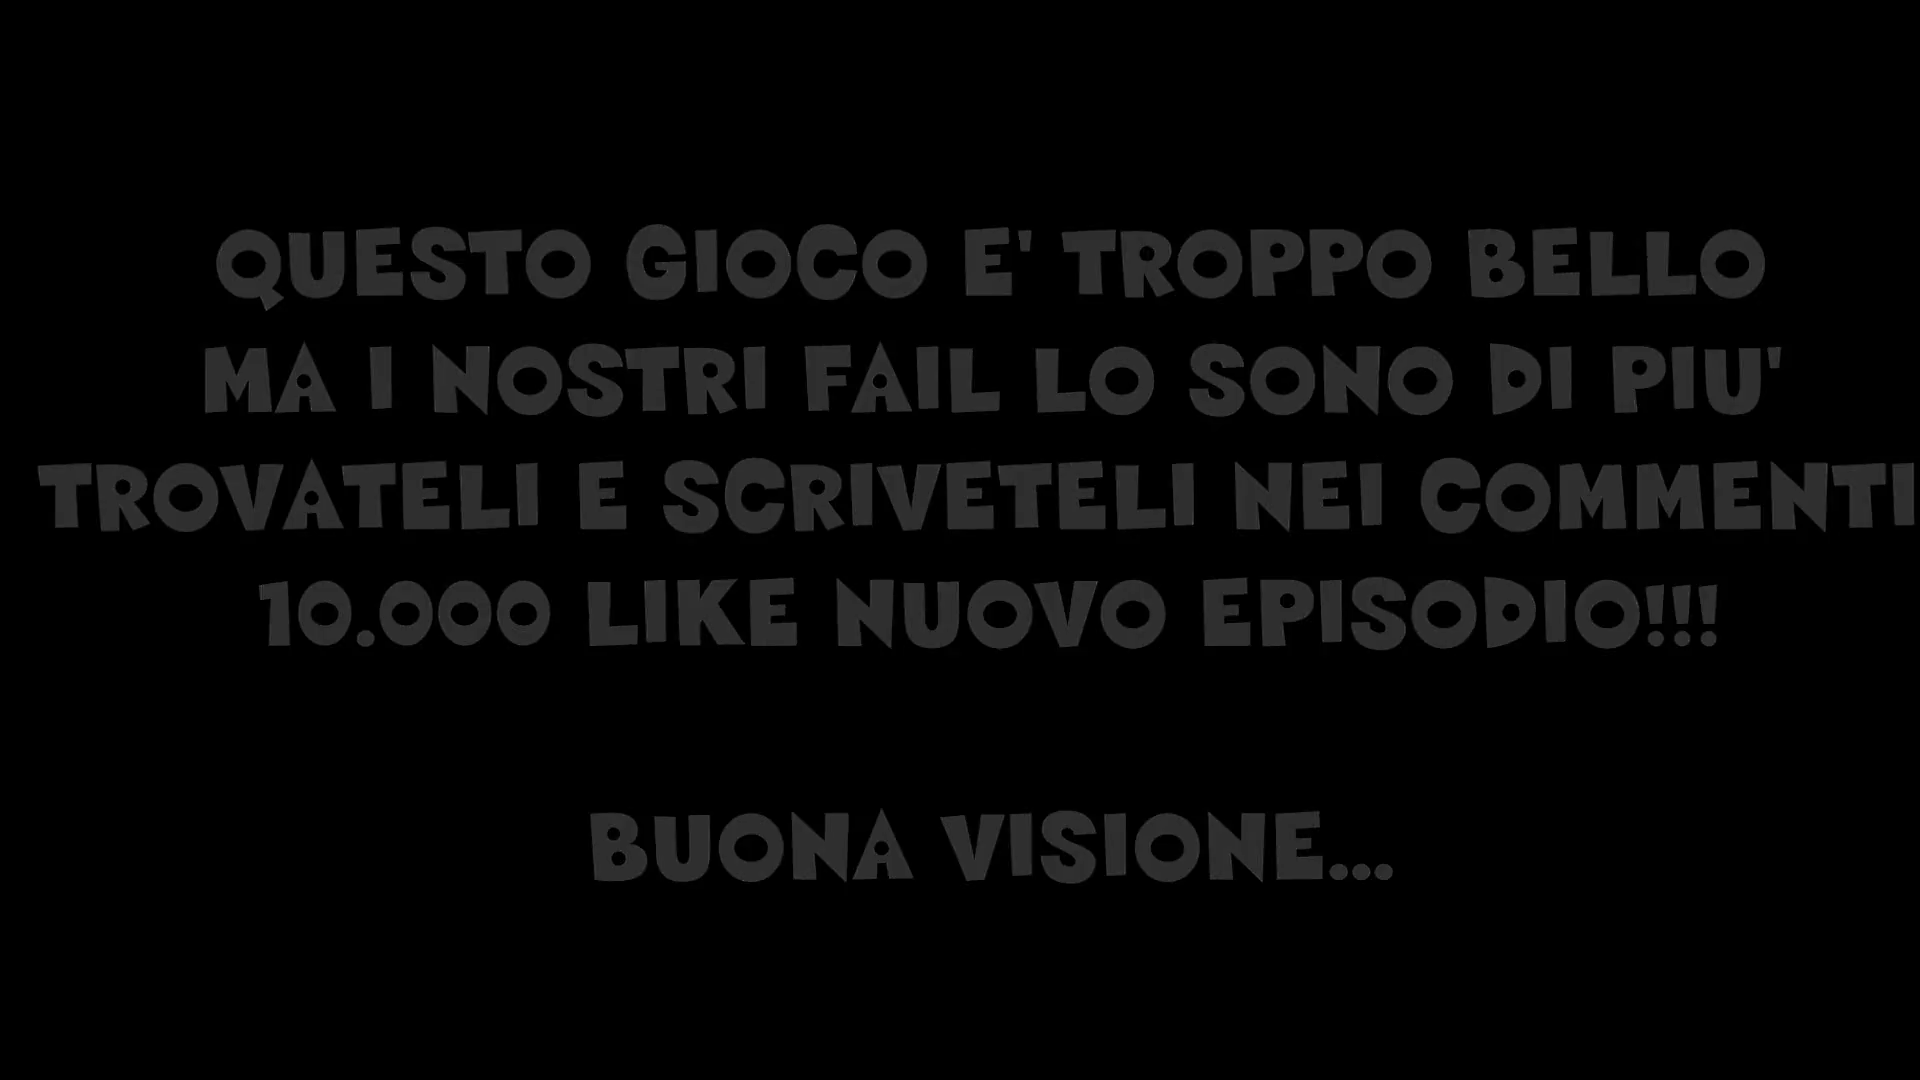 QUESTO GIOCO E' TROPPO BELLO
MA I NOSTRI FAIL LO SONO DI PIU'
TROVATELI E SCRIVETELI NEI COMMENTI
10.000 LIKE NUOVO EPISODIO!!!
BUONA VISIONE...